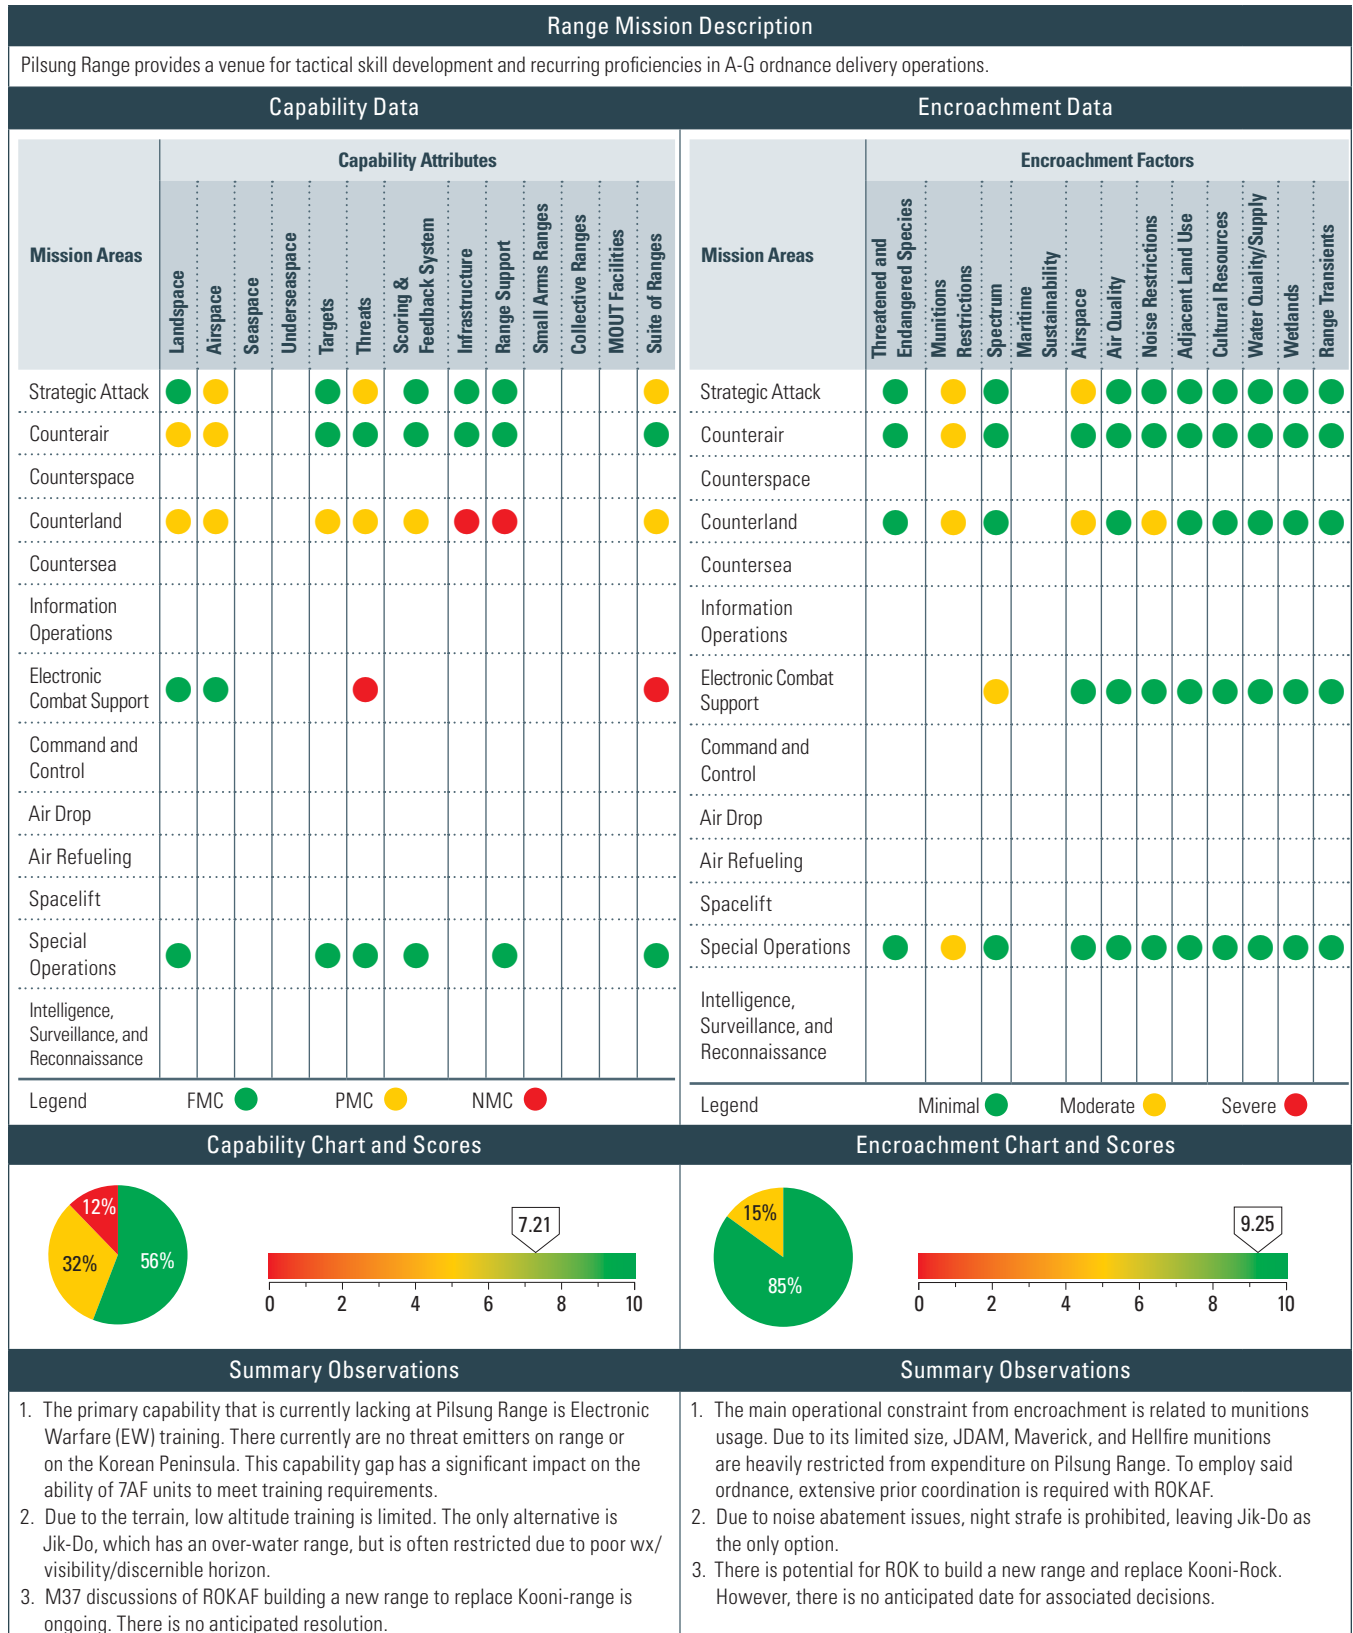 Range Mission Description
Pilsung Range provides a venue for tactical skill development and recurring proficiencies in A-G ordnance delivery operations.
Capability Data
Mission Areas
Capability Attributes
Landspace
Airspace
Seaspace
Underseaspace
Targets
Threats
Scoring &
Feedback System
Infrastructure
Range Support
Small Arms Ranges
Collective Ranges
MOUT Facilities
Suite of Ranges
Strategic Attack
Counterair
Counterspace
Counterland
Countersea
Information
Operations
Electronic
Combat Support
Command and
Control
Air Drop
Air Refueling
Spacelift
Special
Operations
Intelligence,
Surveillance, and
Reconnaissance
Legend
FMC
PMC
NMC
Encroachment Data
Mission Areas
Encroachment Factors
Threatened and
Endangered Species
Munitions
Restrictions
Spectrum
Maritime
Sustainability
Airspace
Air Quality
Noise Restrictions
Adjacent Land Use
Cultural Resources
Water Quality/Supply
Wetlands
Range Transients
Strategic Attack
Counterair
Counterspace
Counterland
Countersea
Information
Operations
Electronic Combat
Support
Command and
Control
Air Drop
Air Refueling
Spacelift
Special Operations
Intelligence,
Surveillance, and
Reconnaissance
Legend
Minimal
Moderate
Severe
Capability Chart and Scores
12%
32%
56%
7.21
0 2 4 6 8 10
Encroachment Chart and Scores
15%
85%
9.25
0 2 4 6 8 10
Summary Observations
1. The primary capability that is currently lacking at Pilsung Range is Electronic
Warfare (EW) training. There currently are no threat emitters on range or
on the Korean Peninsula. This capability gap has a significant impact on the
ability of 7AF units to meet training requirements.
2. Due to the terrain, low altitude training is limited. The only alternative is
Jik-Do, which has an over-water range, but is often restricted due to poor wx/
visibility/discernible horizon.
3. M37 discussions of ROKAF building a new range to replace Kooni-range is
ongoing. There is no anticipated resolution.
Summary Observations
1. The main operational constraint from encroachment is related to munitions
usage. Due to its limited size, JDAM, Maverick, and Hellfire munitions
are heavily restricted from expenditure on Pilsung Range. To employ said
ordnance, extensive prior coordination is required with ROKAF.
2. Due to noise abatement issues, night strafe is prohibited, leaving Jik-Do as
the only option.
3. There is potential for ROK to build a new range and replace Kooni-Rock.
However, there is no anticipated date for associated decisions.